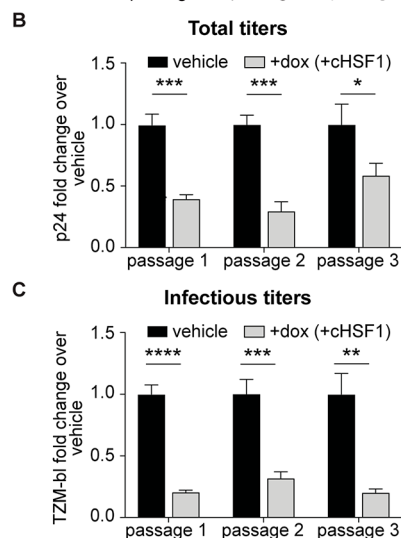 B
Total titers
vehicle +dox (+cHSF1)
p24 fold change over
vehicle
1.5
1.0
0.5
0.0
*** *** *
passage 1 passage 2 passage 3
C
Infectious titers
vehicle +dox (+cHSF1)
TZM-bl fold change over
vehicle
1.5
1.0
0.5
0.0
**** *** **
passage 1 passage 2 passage 3